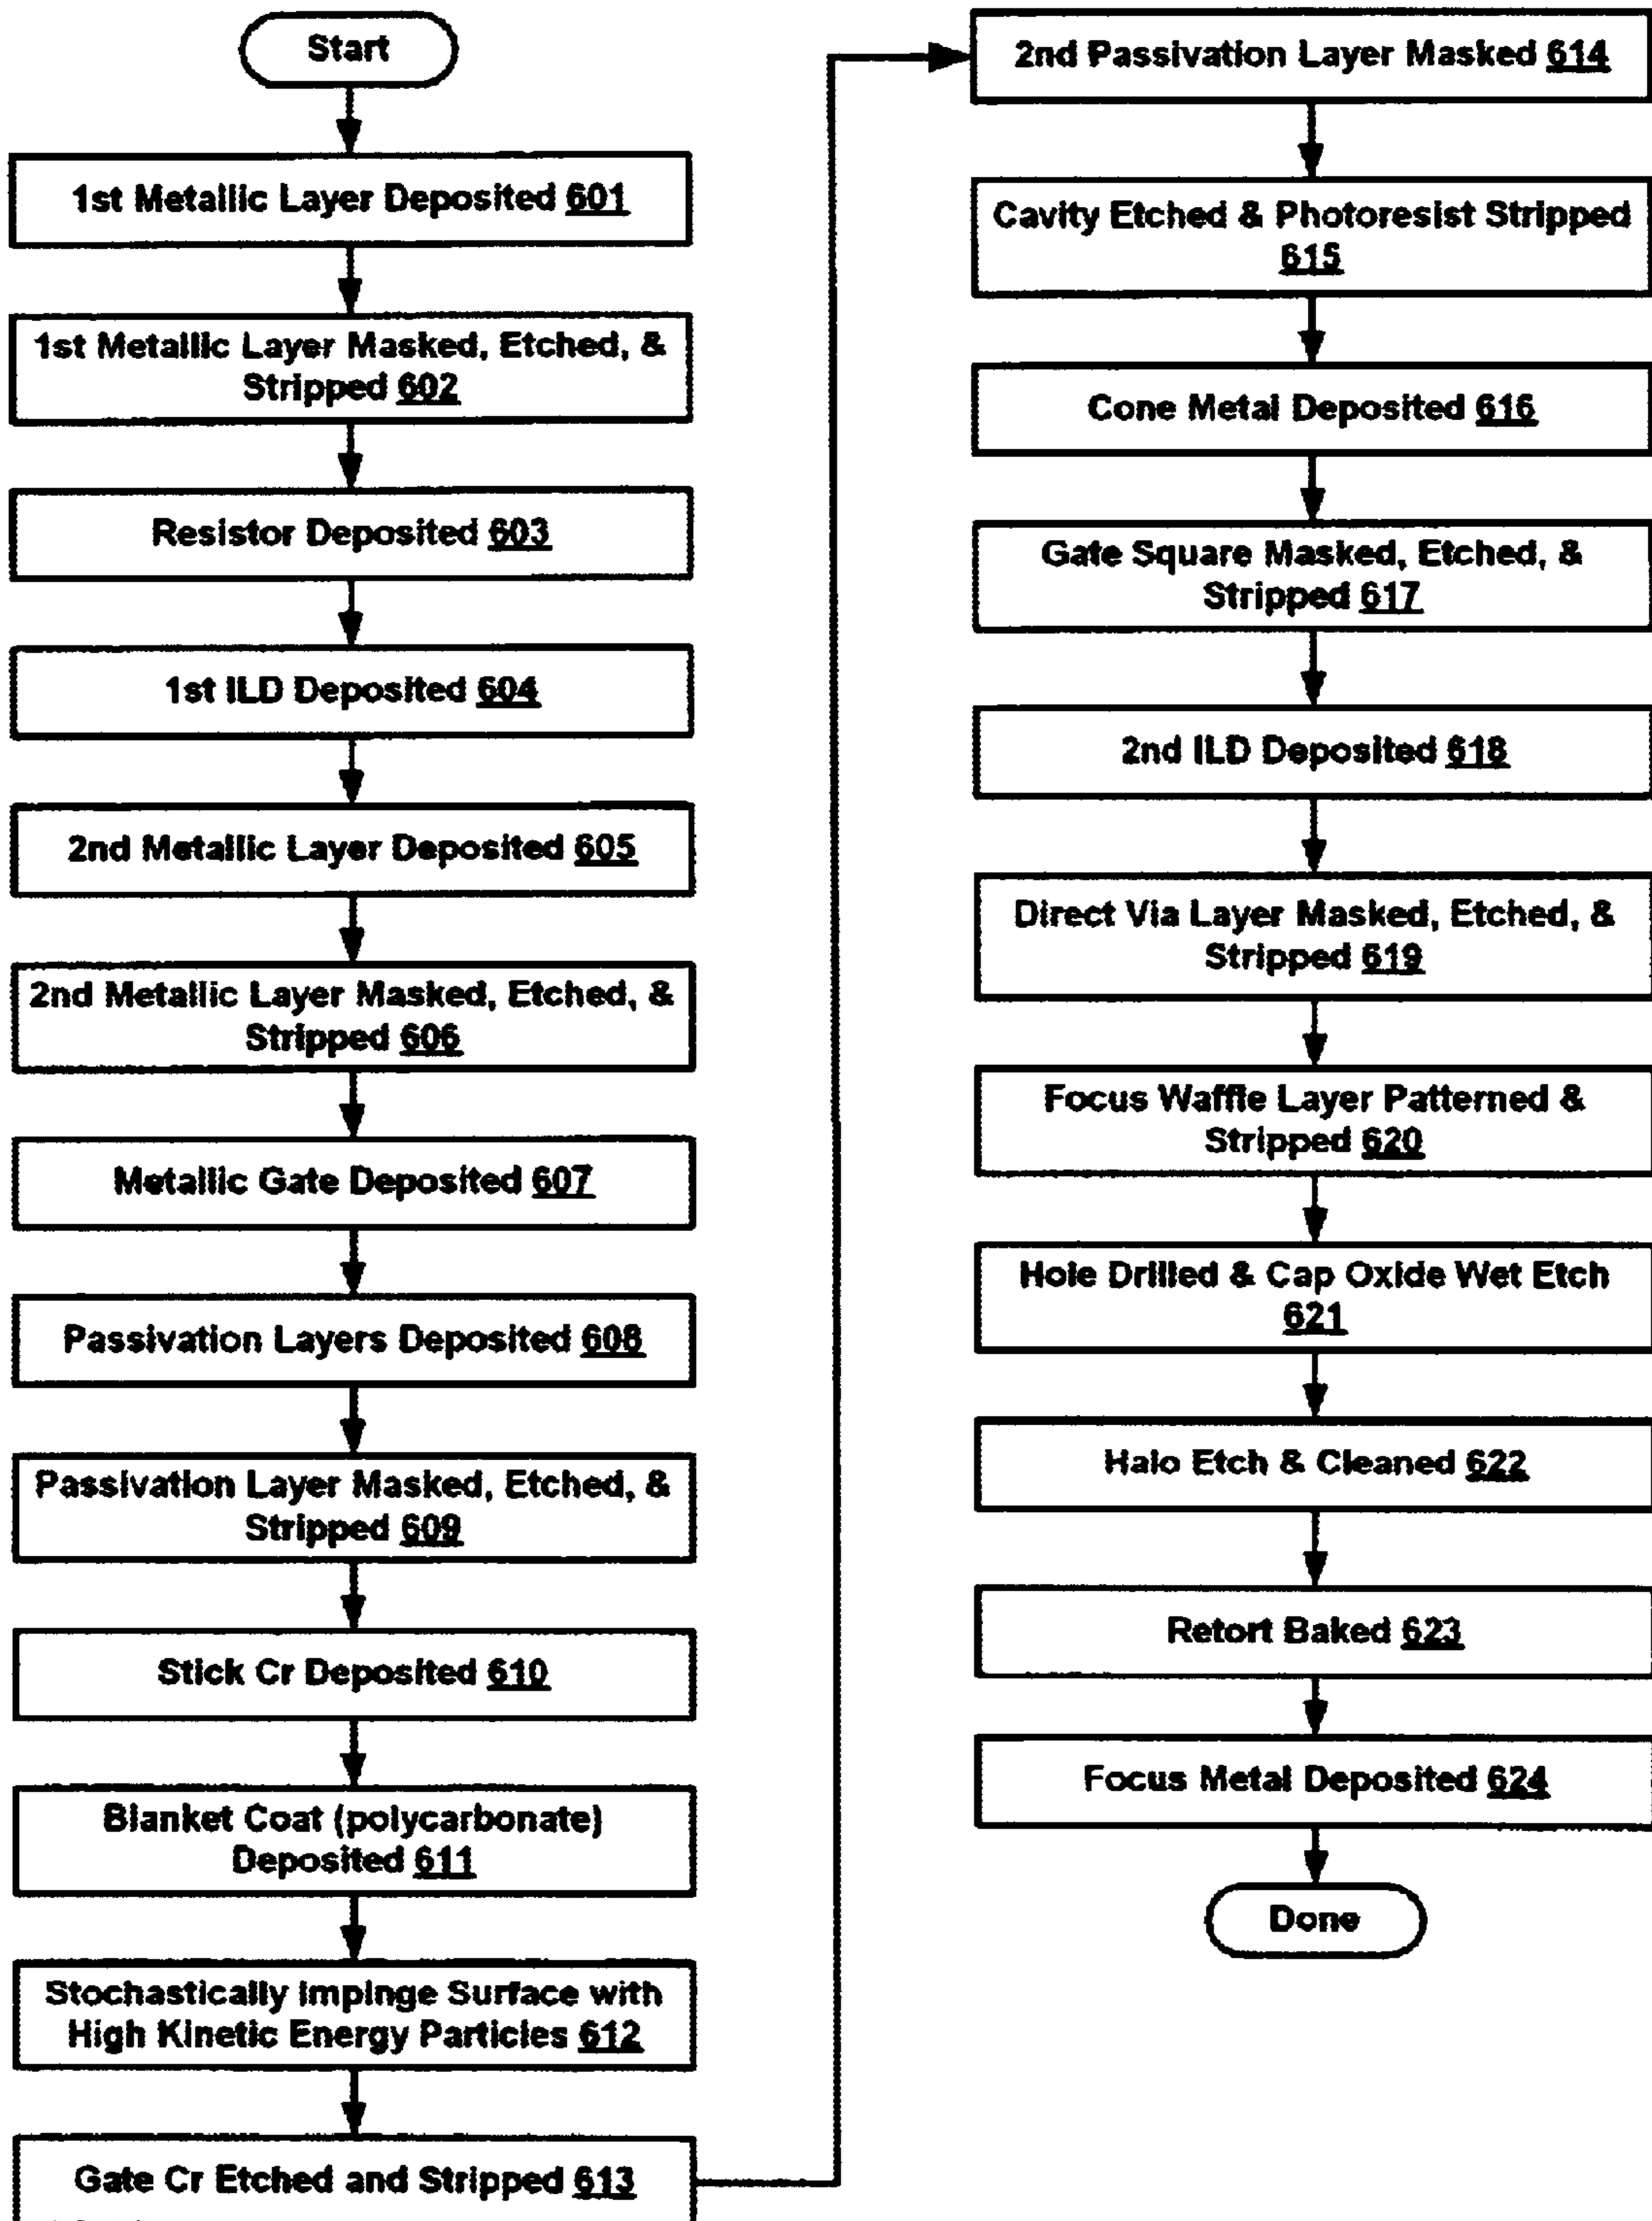 Start
1st Metallic Layer Deposited 601
1st Metallic Layer Masked, Etched, &
Stripped 602
Resistor Deposited 603
1st ILD Deposited 604
2nd Metallic Layer Deposited 605
2nd Metallic Layer Masked, Etched, &
Stripped 606
Metallic Gate Deposited 607
Passivation Layers Deposited 608
Passivation Layer Masked, Etched, &
Stripped 609
Stick Cr Deposited 610
Blanket Coat (polycarbonate)
Deposited 611
Stochastically Impinge Surface with
High Kinetic Energy Particles 612
Gate Cr Etched and Stripped 613
2nd Passivation Layer Masked 614
Cavity Etched & Photoresist Stripped
615
Cone Metal Deposited 616
Gate Square Masked, Etched, &
Stripped 617
2nd ILD Deposited 618
Direct Via Layer Masked, Etched, &
Stripped 619
Focus Waffle Layer Patterned &
Stripped 620
Hole Drilled & Cap Oxide Wet Etch
621
Halo Etch & Cleaned 622
Retort Baked 623
Focus Metal Deposited 624
Done